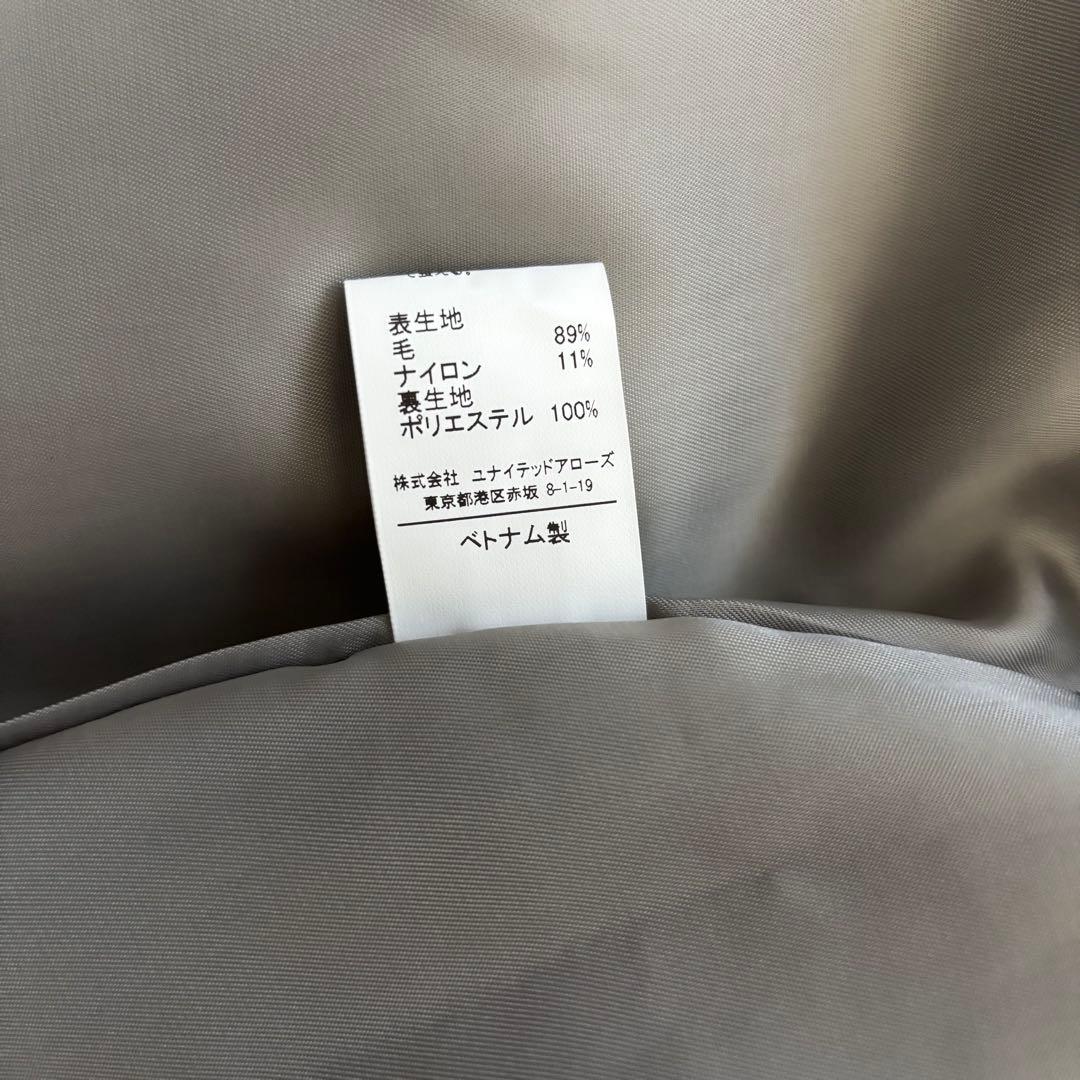 表生地
毛 89%
ナイロン 11%
裏生地
ポリエステル 100%
株式会社 ユナイテッドアローズ
東京都港区赤坂 8-1-19
ベトナム製